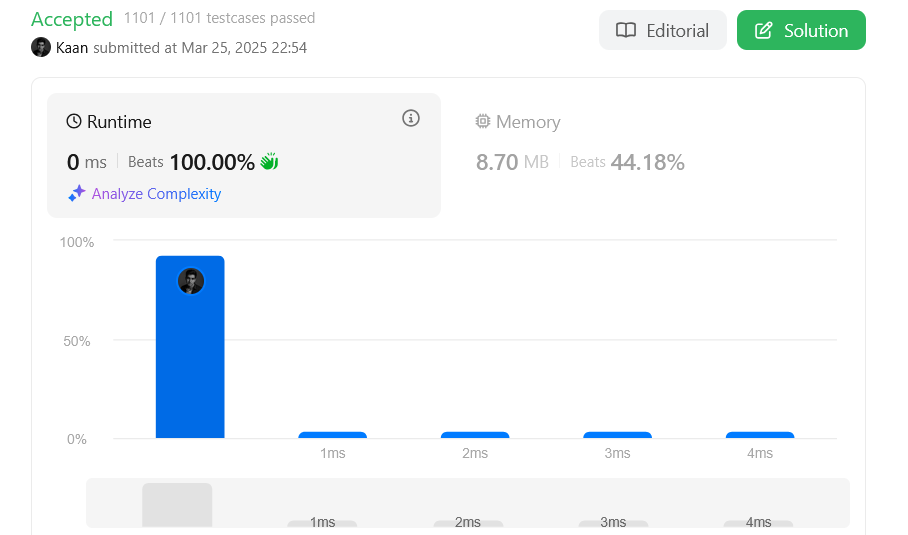 Accepted 1101 / 1101 testcases passed
Kaan submitted at Mar 25, 2025 22:54
Editorial
Solution
Runtime
0 ms Beats 100.00%
Analyze Complexity
Memory
8.70 MB Beats 44.18%
100%
50%
0%
1ms 2ms 3ms 4ms
1ms 2ms 3ms 4ms